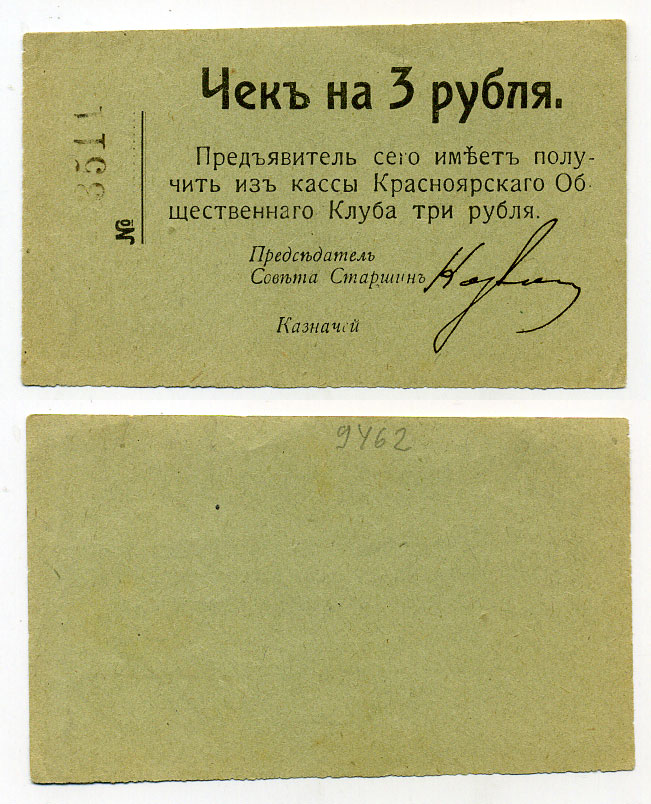 Чекъ на 3 рубля.
Предъявитель сего имѣетъ полу-
чить изъ кассы Красноярскаго Об-
щественнаго Клуба три рубля.
Предсѣдатель
Совѣта Старшинъ
Казначей
№ 3511
9462